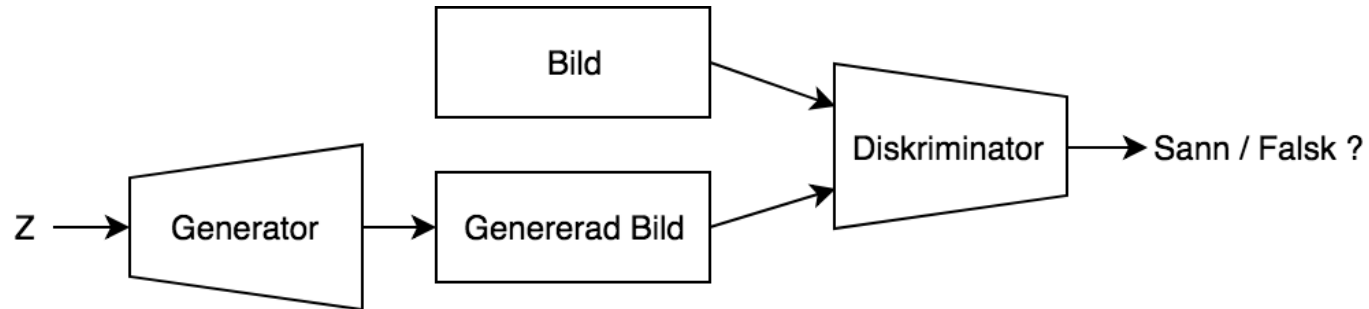 Bild
Diskriminator
Sann / Falsk ?
Z
Generator
Genererad Bild